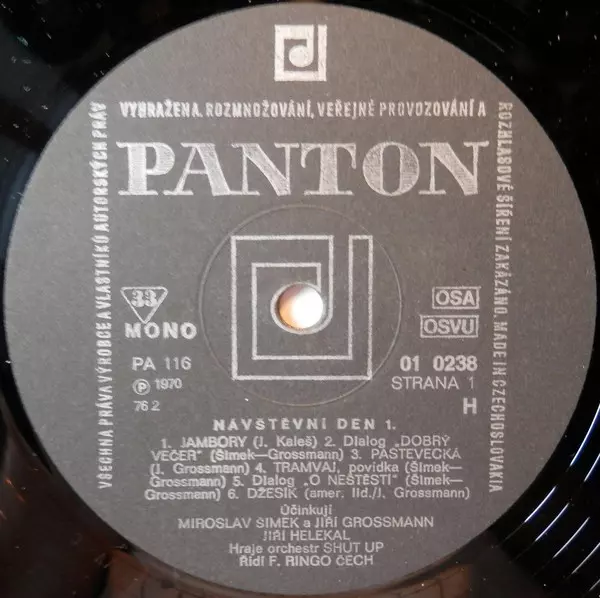 VŠECHNA PRÁVA VÝROBCE A VLASTNÍKŮ AUTORSKÝCH PRÁV
VYHRAŽENA. ROZMNOŽOVÁNÍ, VEŘEJNÉ PROVOZOVÁNÍ A
ROZHLASOVÉ ŠÍŘENÍ ZAKÁZÁNO. MADE IN CZECHOSLOVAKIA
PANTON
33
MONO
PA 116
Ⓟ 1970
76 2
OSA
OSVU
01 0238
STRANA 1
H
NÁVŠTĚVNÍ DEN 1.
1. JAMBORY (J. Kaleš) 2. Dialog „DOBRÝ
VEČER" (Šimek—Grossmann) 3. PASTEVECKÁ
(J. Grossmann) 4. TRAMVAJ, povídka (Šimek—
Grossmann) 5. Dialog „O NEŠTĚSTÍ" (Šimek—
Grossmann) 6. DŽESIK (amer. lid./J. Grossmann)
Účinkují
MIROSLAV ŠIMEK a JIŘÍ GROSSMANN
JIŘÍ HELEKAL
Hraje orchestr SHUT UP
Řídí F. RINGO ČECH